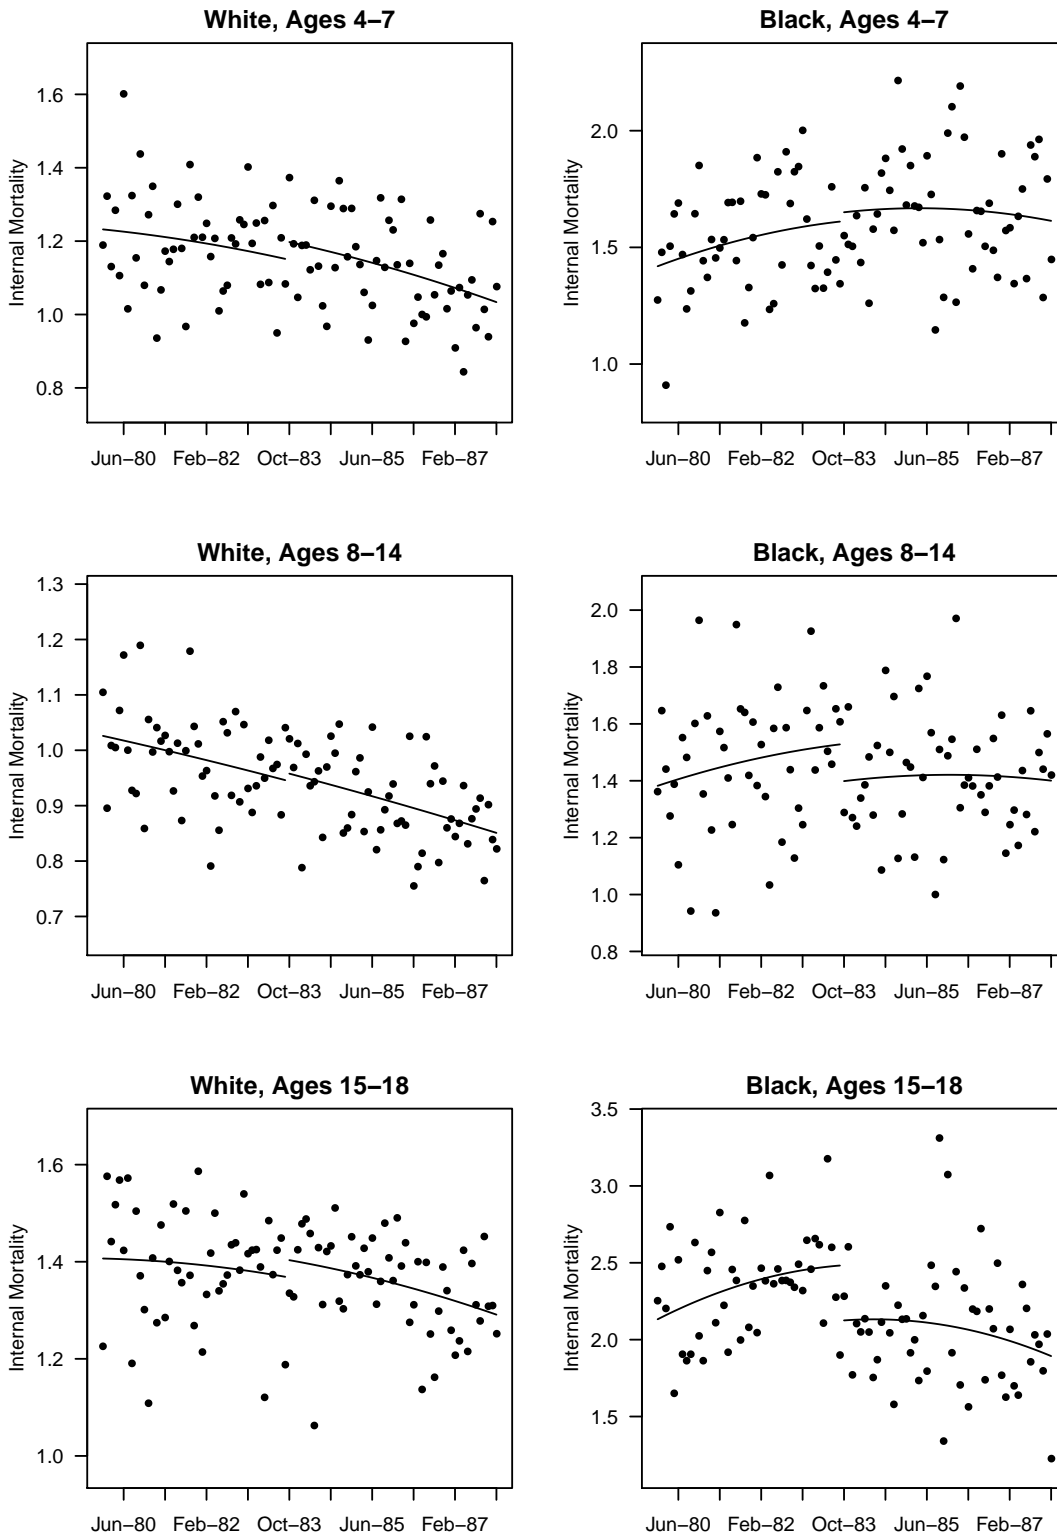 White, Ages 4–7
Internal Mortality
1.6
1.4
1.2
1.0
0.8
Jun–80 Feb–82 Oct–83 Jun–85 Feb–87
Black, Ages 4–7
Internal Mortality
2.0
1.5
1.0
Jun–80 Feb–82 Oct–83 Jun–85 Feb–87
White, Ages 8–14
Internal Mortality
1.3
1.2
1.1
1.0
0.9
0.8
0.7
Jun–80 Feb–82 Oct–83 Jun–85 Feb–87
Black, Ages 8–14
Internal Mortality
2.0
1.8
1.6
1.4
1.2
1.0
0.8
Jun–80 Feb–82 Oct–83 Jun–85 Feb–87
White, Ages 15–18
Internal Mortality
1.6
1.4
1.2
1.0
Jun–80 Feb–82 Oct–83 Jun–85 Feb–87
Black, Ages 15–18
Internal Mortality
3.5
3.0
2.5
2.0
1.5
Jun–80 Feb–82 Oct–83 Jun–85 Feb–87